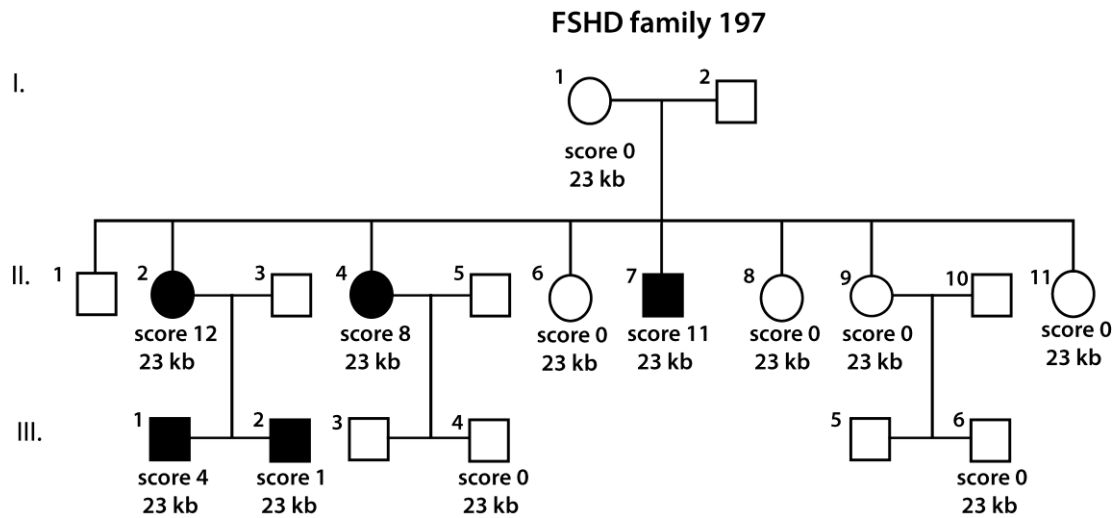 FSHD family 197
I.
1 2
score 0
23 kb
II.
1 2 3 4 5 6 7 8 9 10 11
score 12 score 8 score 0 score 11 score 0 score 0 score 0
23 kb 23 kb 23 kb 23 kb 23 kb 23 kb 23 kb
III.
1 2 3 4 5 6
score 4 score 1 score 0 score 0
23 kb 23 kb 23 kb 23 kb